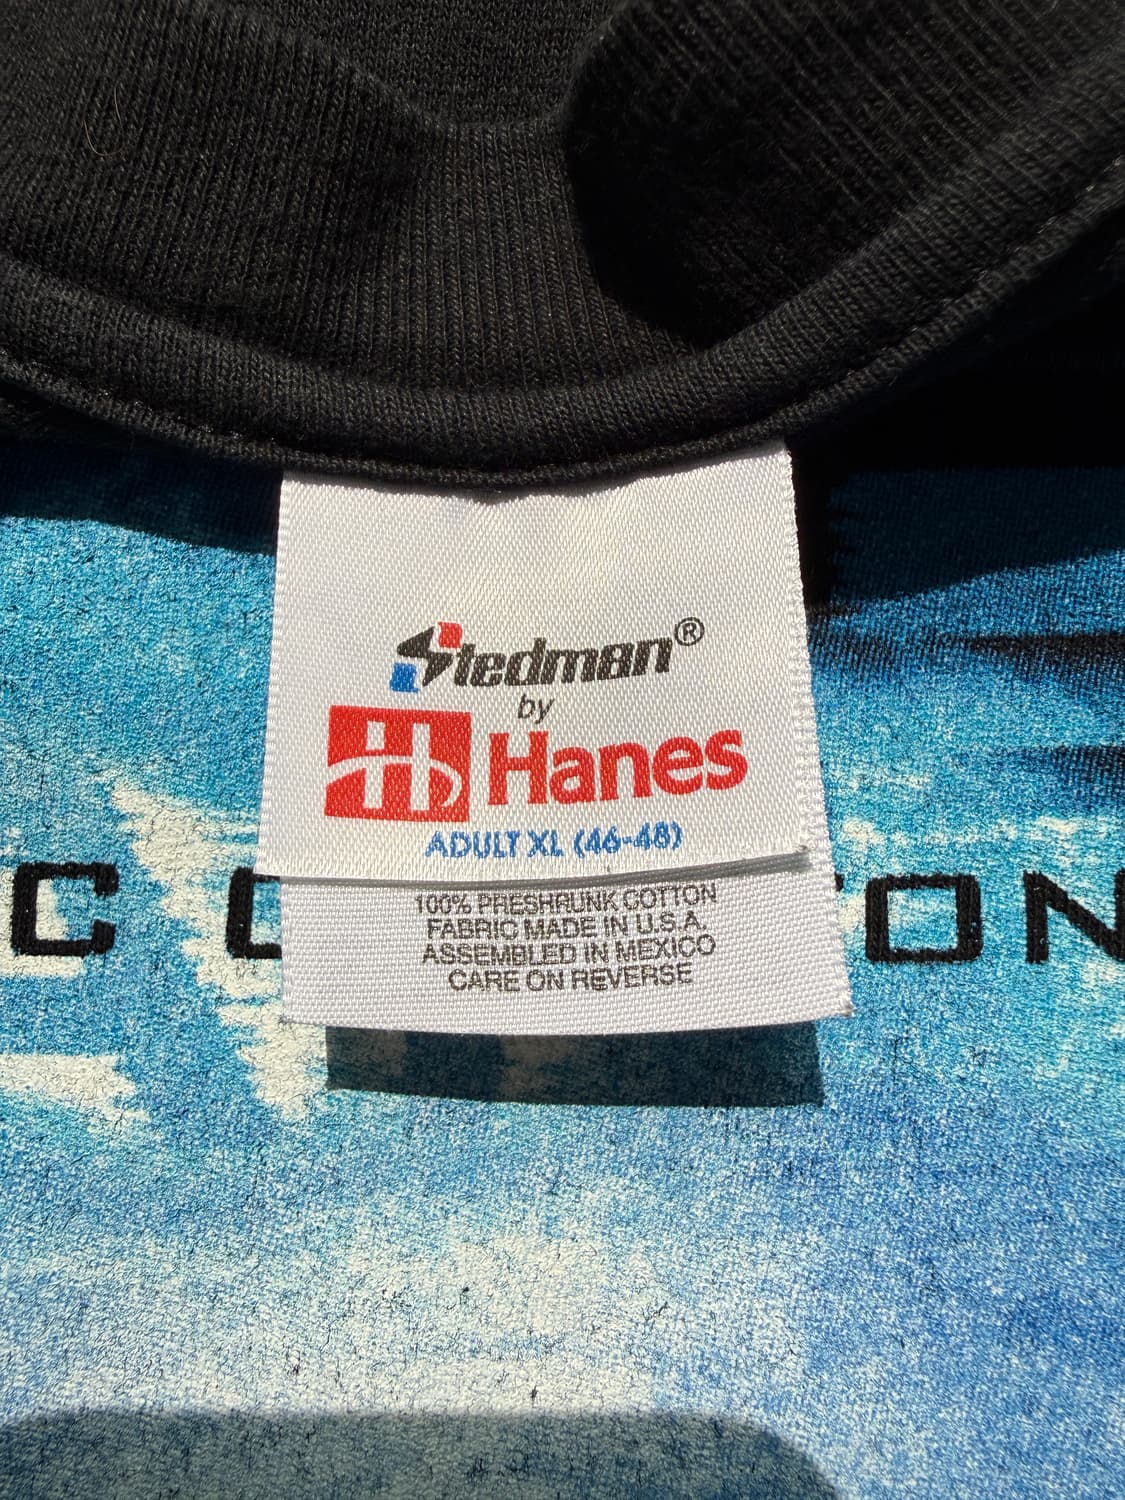 Stedman®
by
H Hanes
ADULT XL (46-48)
100% PRESHRUNK COTTON
FABRIC MADE IN U.S.A.
ASSEMBLED IN MEXICO
CARE ON REVERSE